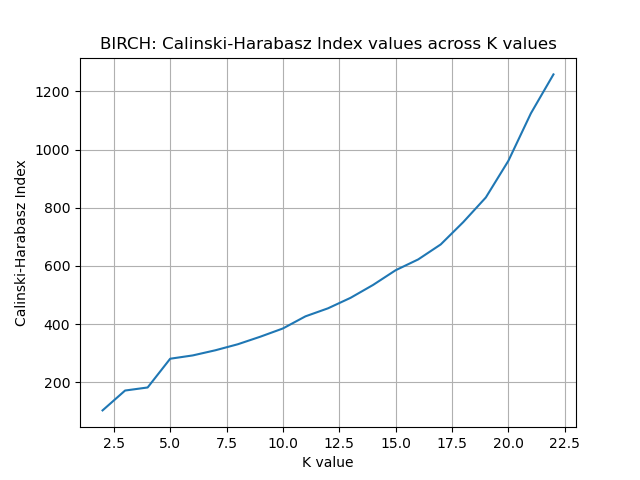 BIRCH: Calinski-Harabasz Index values across K values
Calinski-Harabasz Index
1200
1000
800
600
400
200
2.5 5.0 7.5 10.0 12.5 15.0 17.5 20.0 22.5
K value